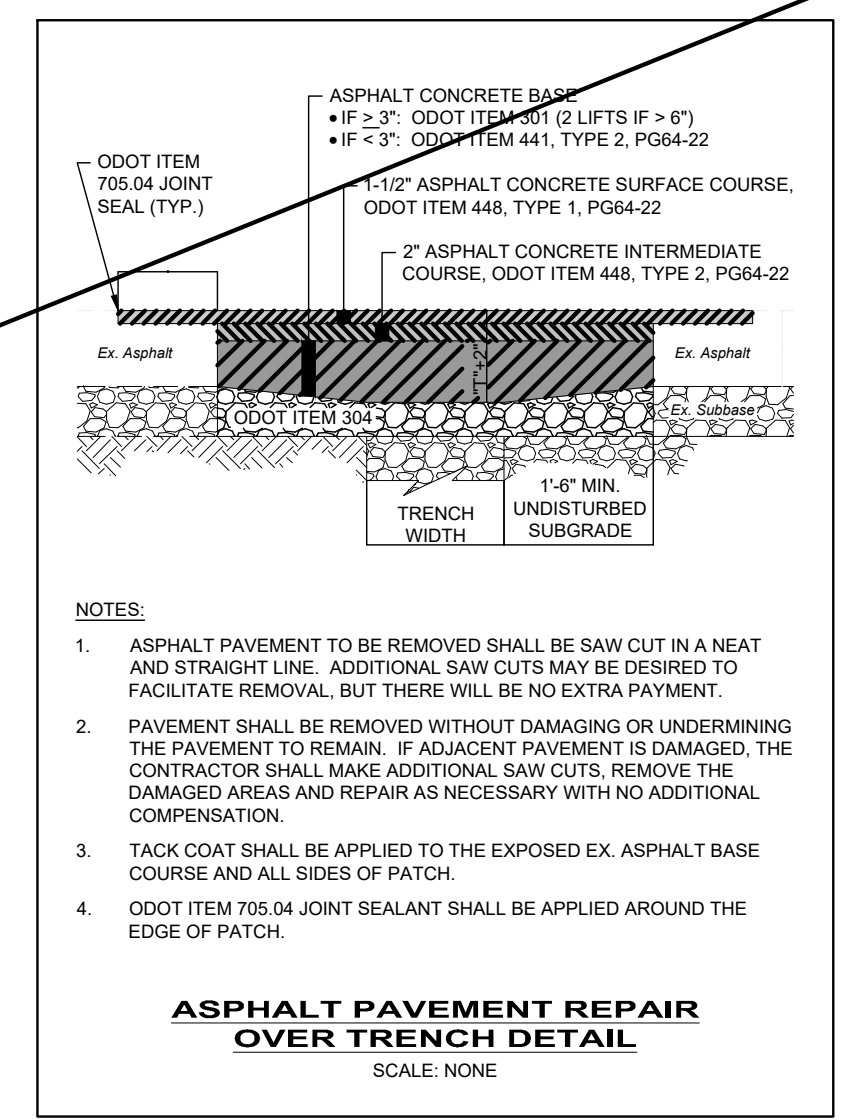 ASPHALT CONCRETE BASE
• IF > 3": ODOT ITEM 301 (2 LIFTS IF > 6")
• IF < 3": ODOT ITEM 441, TYPE 2, PG64-22
ODOT ITEM
705.04 JOINT
SEAL (TYP.)
1-1/2" ASPHALT CONCRETE SURFACE COURSE,
ODOT ITEM 448, TYPE 1, PG64-22
2" ASPHALT CONCRETE INTERMEDIATE
COURSE, ODOT ITEM 448, TYPE 2, PG64-22
Ex. Asphalt
"T"+2"
Ex. Asphalt
ODOT ITEM 304
Ex. Subbase
TRENCH
WIDTH
1'-6" MIN.
UNDISTURBED
SUBGRADE
NOTES:
1. ASPHALT PAVEMENT TO BE REMOVED SHALL BE SAW CUT IN A NEAT
AND STRAIGHT LINE. ADDITIONAL SAW CUTS MAY BE DESIRED TO
FACILITATE REMOVAL, BUT THERE WILL BE NO EXTRA PAYMENT.
2. PAVEMENT SHALL BE REMOVED WITHOUT DAMAGING OR UNDERMINING
THE PAVEMENT TO REMAIN. IF ADJACENT PAVEMENT IS DAMAGED, THE
CONTRACTOR SHALL MAKE ADDITIONAL SAW CUTS, REMOVE THE
DAMAGED AREAS AND REPAIR AS NECESSARY WITH NO ADDITIONAL
COMPENSATION.
3. TACK COAT SHALL BE APPLIED TO THE EXPOSED EX. ASPHALT BASE
COURSE AND ALL SIDES OF PATCH.
4. ODOT ITEM 705.04 JOINT SEALANT SHALL BE APPLIED AROUND THE
EDGE OF PATCH.
ASPHALT PAVEMENT REPAIR
OVER TRENCH DETAIL
SCALE: NONE